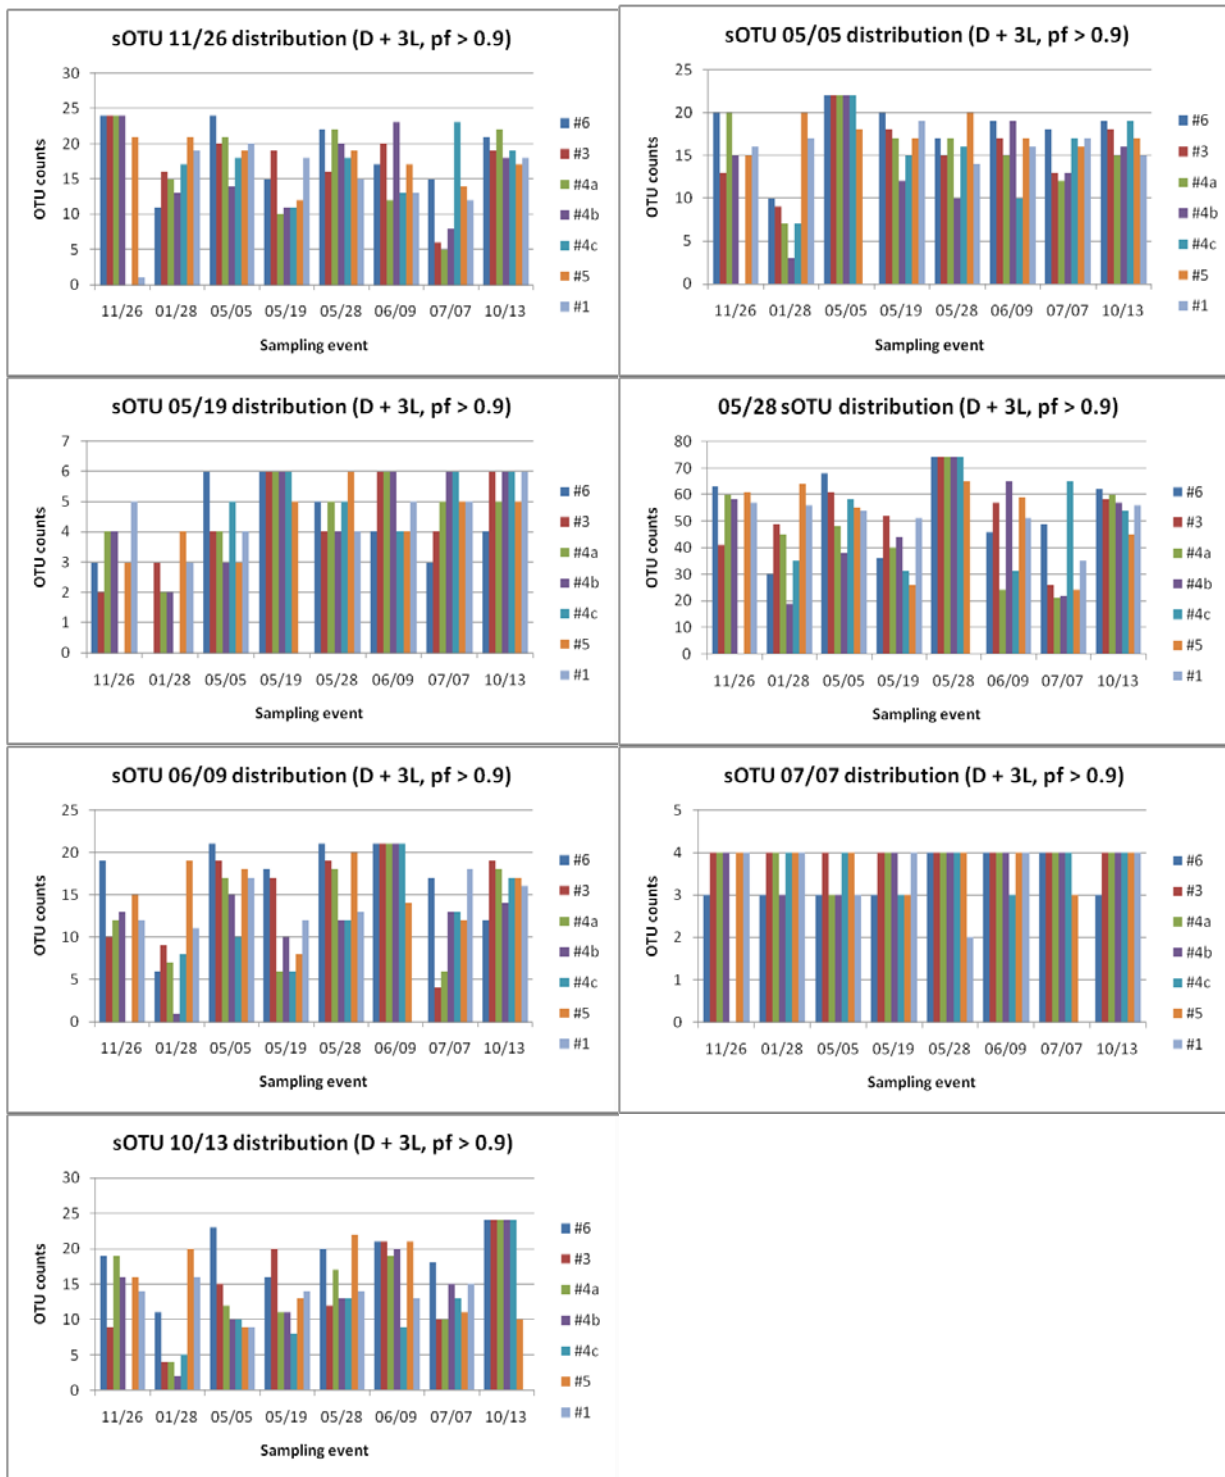 sOTU 11/26 distribution (D + 3L, pf > 0.9)
30
25
20
15
10
5
0
OTU counts
11/26 01/28 05/05 05/19 05/28 06/09 07/07 10/13
Sampling event
#6
#3
#4a
#4b
#4c
#5
#1
sOTU 05/05 distribution (D + 3L, pf > 0.9)
25
20
15
10
5
0
OTU counts
11/26 01/28 05/05 05/19 05/28 06/09 07/07 10/13
Sampling event
#6
#3
#4a
#4b
#4c
#5
#1
sOTU 05/19 distribution (D + 3L, pf > 0.9)
7
6
5
4
3
2
1
0
OTU counts
11/26 01/28 05/05 05/19 05/28 06/09 07/07 10/13
Sampling event
#6
#3
#4a
#4b
#4c
#5
#1
05/28 sOTU distribution (D + 3L, pf > 0.9)
80
70
60
50
40
30
20
10
0
OTU counts
11/26 01/28 05/05 05/19 05/28 06/09 07/07 10/13
Sampling event
#6
#3
#4a
#4b
#4c
#5
#1
sOTU 06/09 distribution (D + 3L, pf > 0.9)
25
20
15
10
5
0
OTU counts
11/26 01/28 05/05 05/19 05/28 06/09 07/07 10/13
Sampling event
#6
#3
#4a
#4b
#4c
#5
#1
sOTU 07/07 distribution (D + 3L, pf > 0.9)
5
4
3
2
1
0
OTU counts
11/26 01/28 05/05 05/19 05/28 06/09 07/07 10/13
Sampling event
#6
#3
#4a
#4b
#4c
#5
#1
sOTU 10/13 distribution (D + 3L, pf > 0.9)
30
25
20
15
10
5
0
OTU counts
11/26 01/28 05/05 05/19 05/28 06/09 07/07 10/13
Sampling event
#6
#3
#4a
#4b
#4c
#5
#1